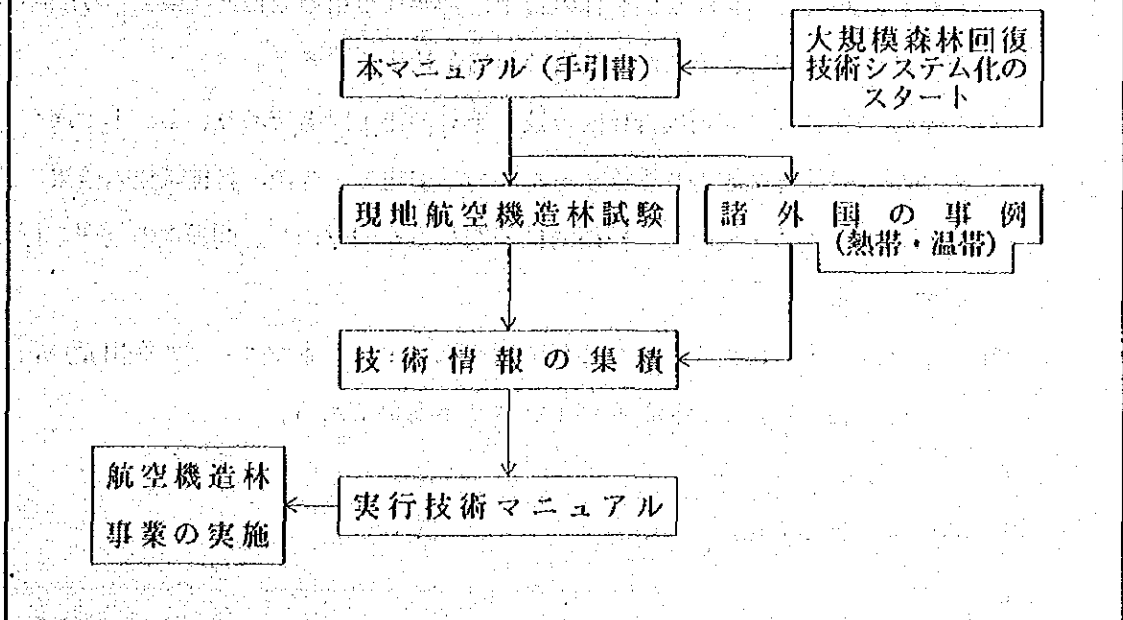 大規模森林回復
技術システム化の
スタート
本マニュアル（手引書）
現地航空機造林試験
諸外国の事例
（熱帯・温帯）
技術情報の集積
実行技術マニュアル
航空機造林
事業の実施